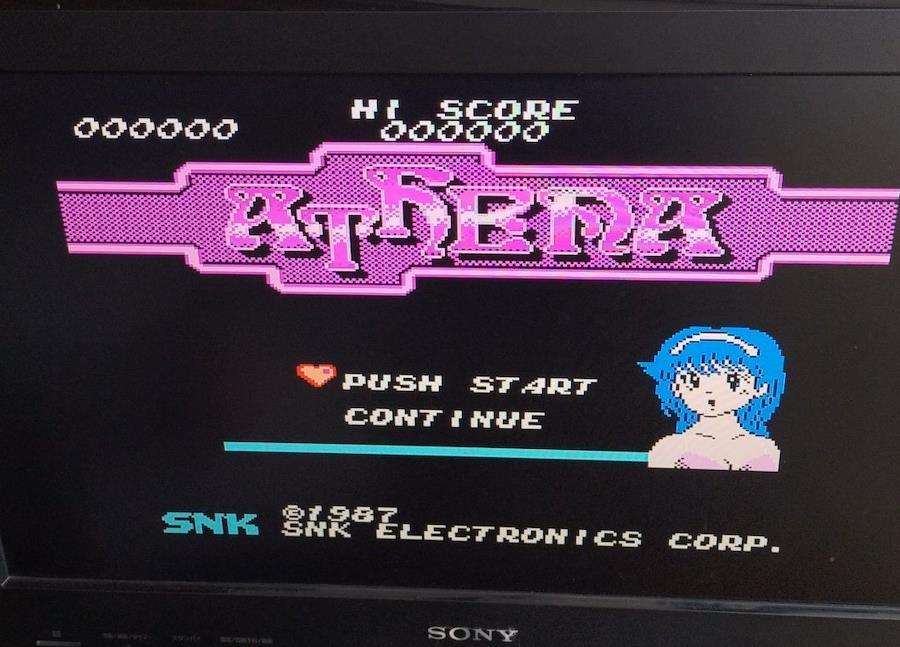 HI SCORE
000000
000000
ATHENA
PUSH START
CONTINUE
SNK
©1987
SNK ELECTRONICS CORP.
SONY